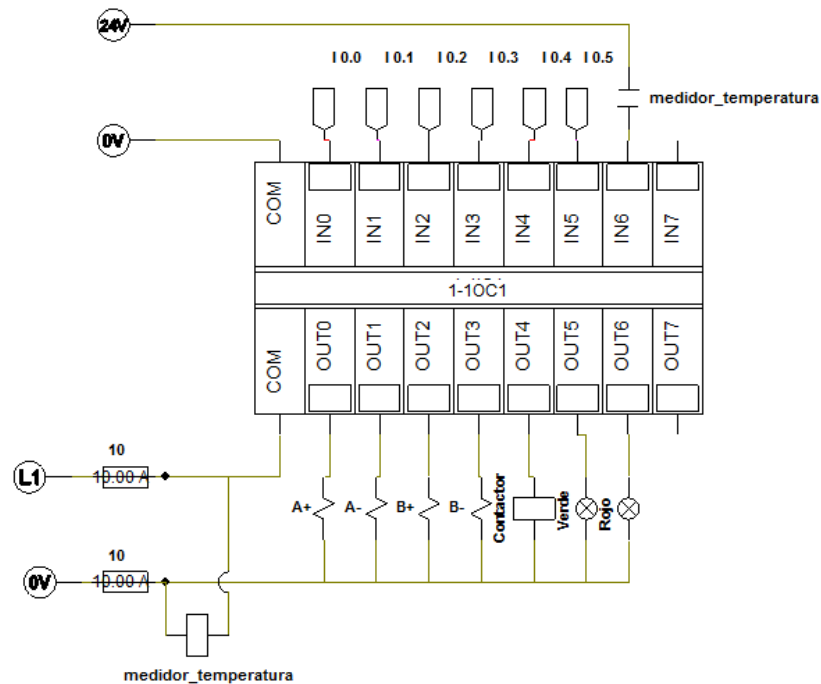 24V
I 0.0 I 0.1 I 0.2 I 0.3 I 0.4 I 0.5
medidor_temperatura
0V
COM IN0 IN1 IN2 IN3 IN4 IN5 IN6 IN7
1-1OC1
COM OUT0 OUT1 OUT2 OUT3 OUT4 OUT5 OUT6 OUT7
10
L1 10.00 A
A+ A- B+ B- Contactor Verde Rojo
10
0V 10.00 A
medidor_temperatura